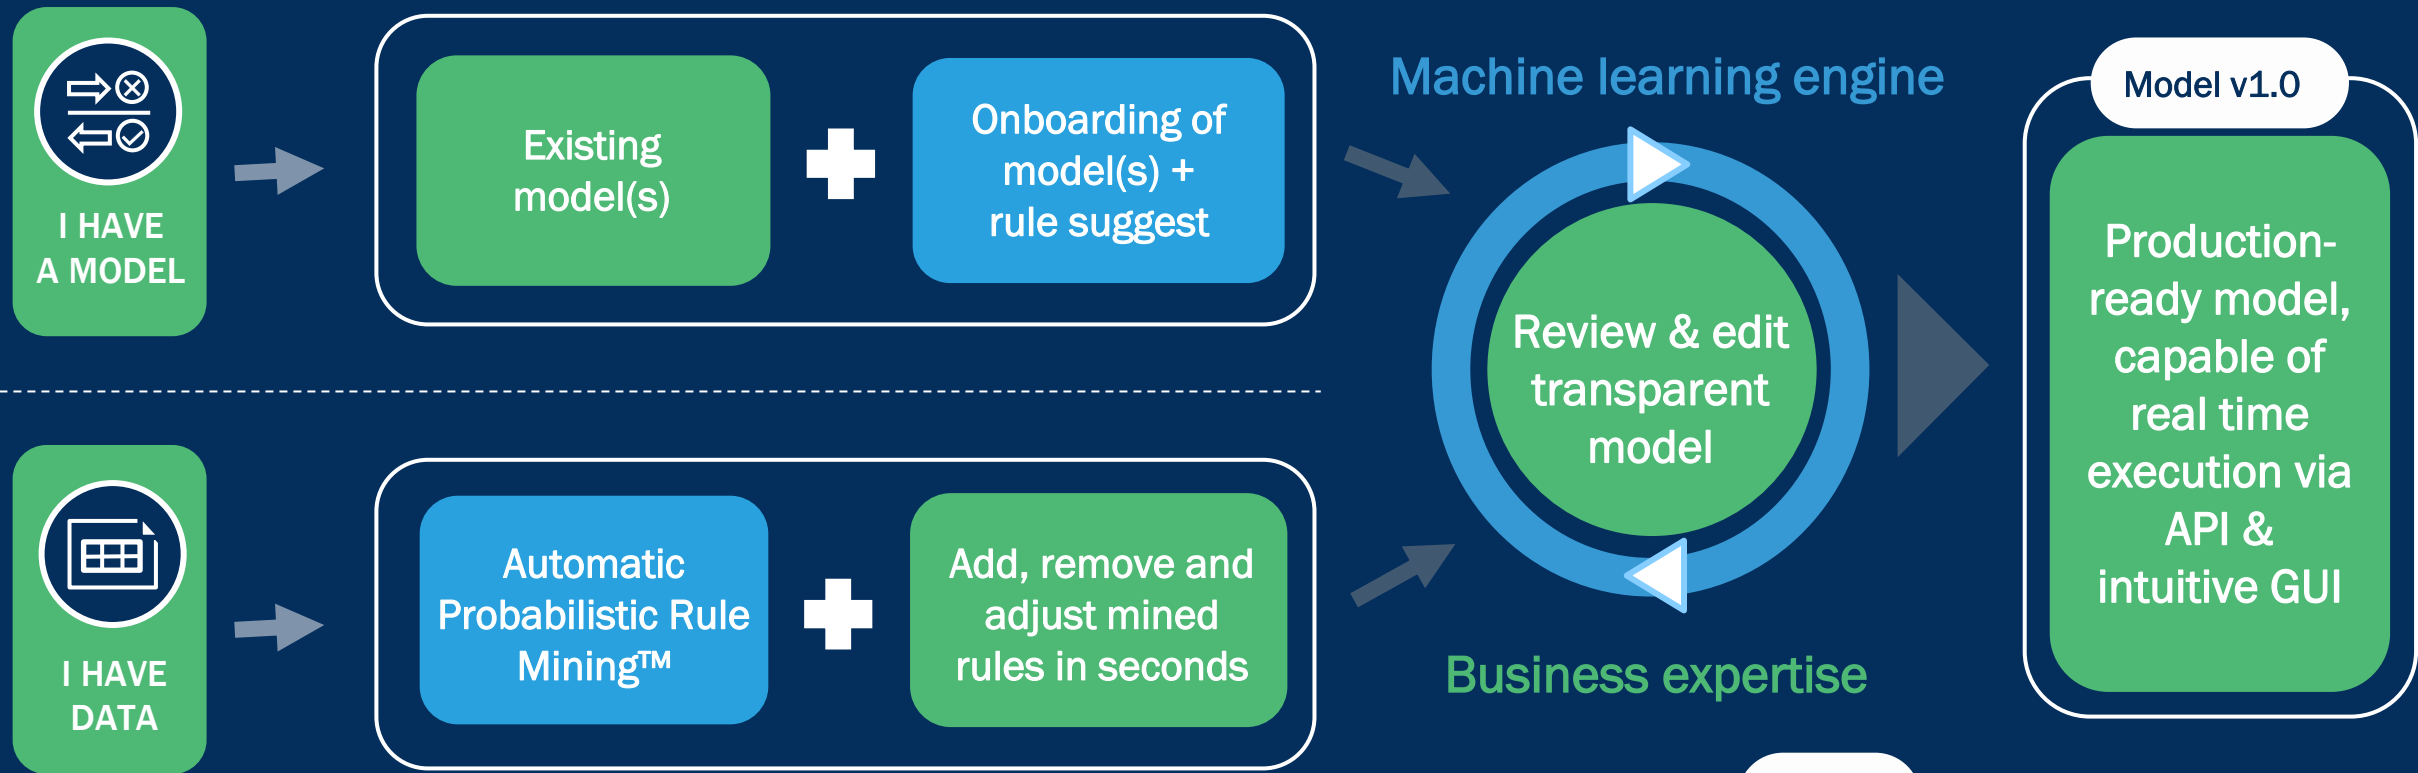 I HAVE
A MODEL
Existing
model(s)
Onboarding of
model(s) +
rule suggest
I HAVE
DATA
Automatic
Probabilistic Rule
Mining™
Add, remove and
adjust mined
rules in seconds
Machine learning engine
Review & edit
transparent
model
Business expertise
Model v1.0
Production-
ready model,
capable of
real time
execution via
API &
intuitive GUI